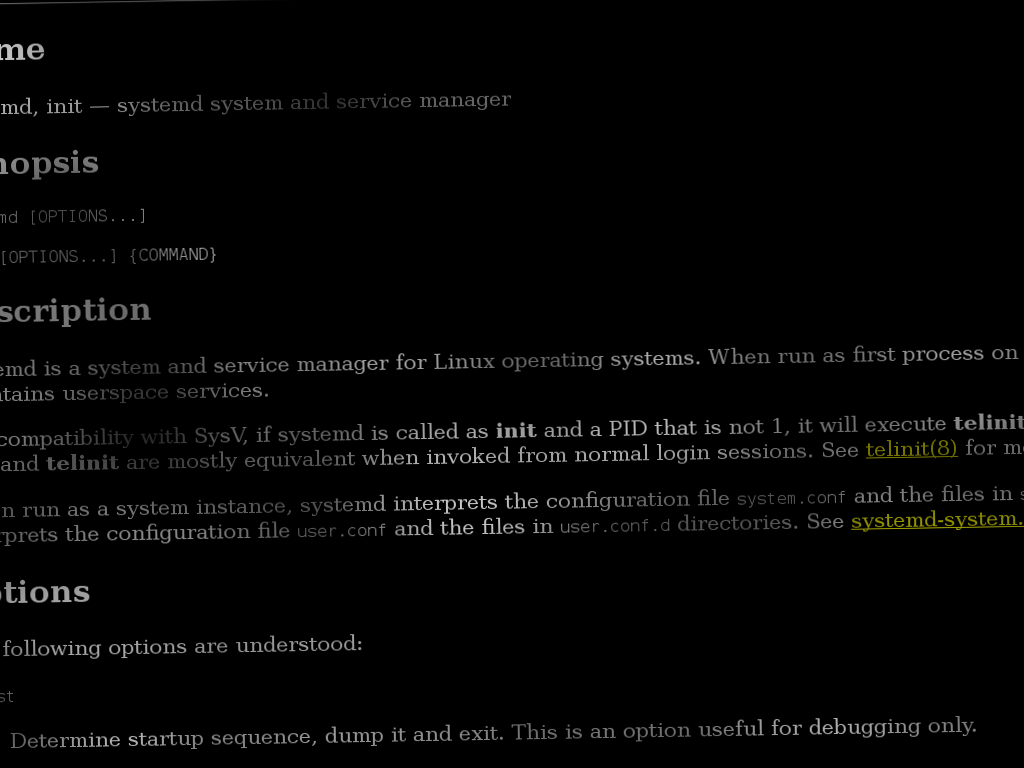 me
md, init — systemd system and service manager
nopsis
md [OPTIONS...]
[OPTIONS...] {COMMAND}
scription
emd is a system and service manager for Linux operating systems. When run as first process on
ntains userspace services.
compatibility with SysV, if systemd is called as init and a PID that is not 1, it will execute telinit
and telinit are mostly equivalent when invoked from normal login sessions. See telinit(8) for mo
n run as a system instance, systemd interprets the configuration file system.conf and the files in s
rprets the configuration file user.conf and the files in user.conf.d directories. See systemd-system.
otions
following options are understood:
st
Determine startup sequence, dump it and exit. This is an option useful for debugging only.